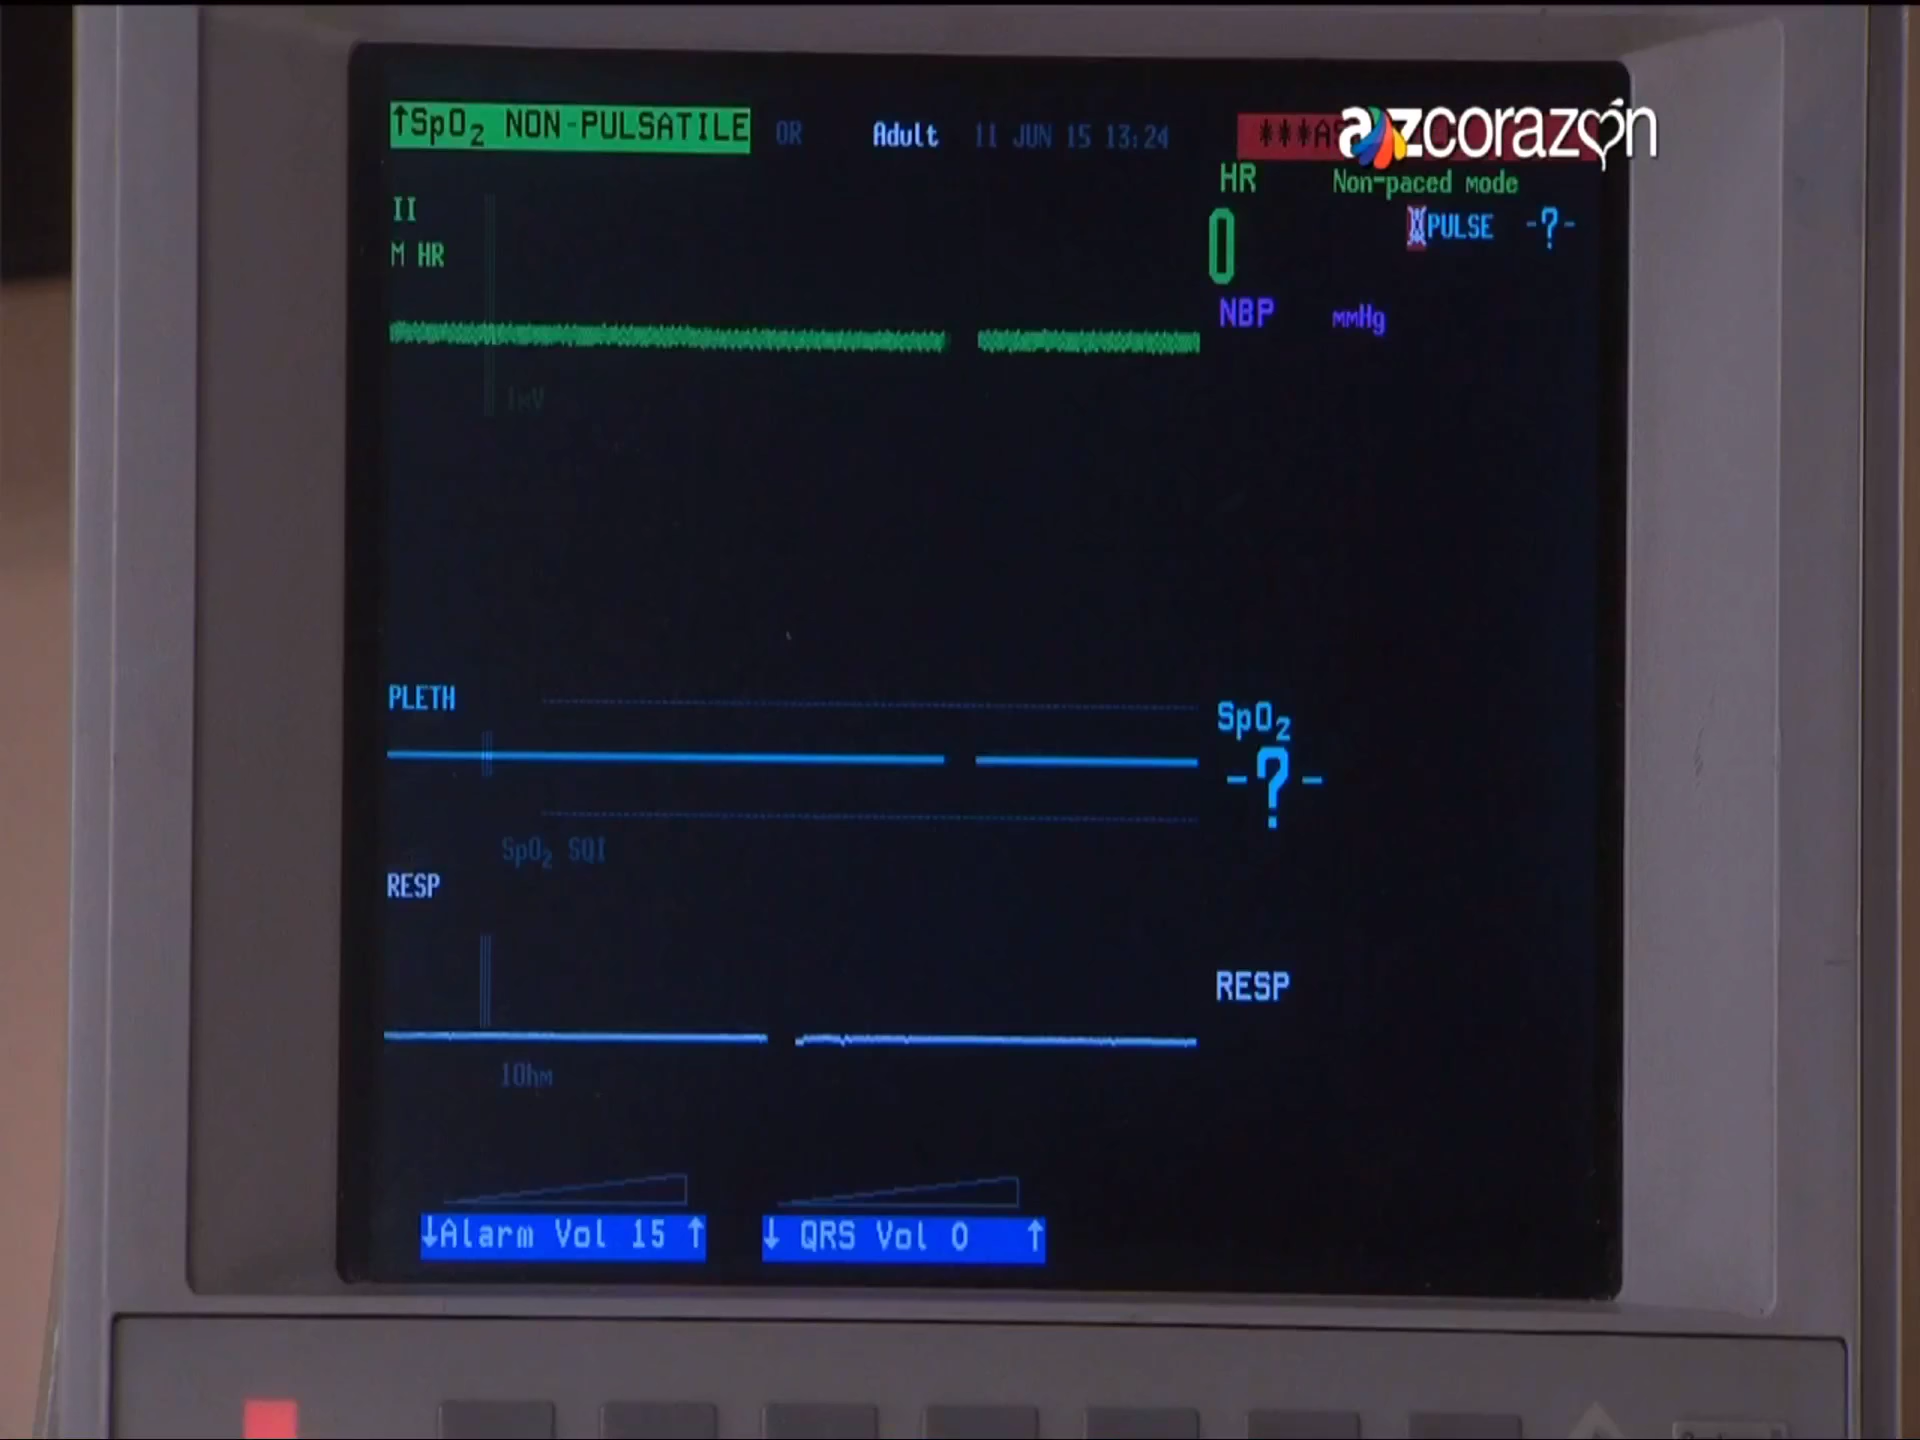 ↑SpO₂ NON-PULSATILE OR Adult 11 JUN 15 13:24
azcorazón
HR Non-paced mode
0
PULSE -?-
NBP mmHg
II
M HR
1mV
PLETH
SpO₂
-?-
SpO₂ SQI
RESP
RESP
1Ohm
↓Alarm Vol 15 ↑
↓ QRS Vol 0 ↑